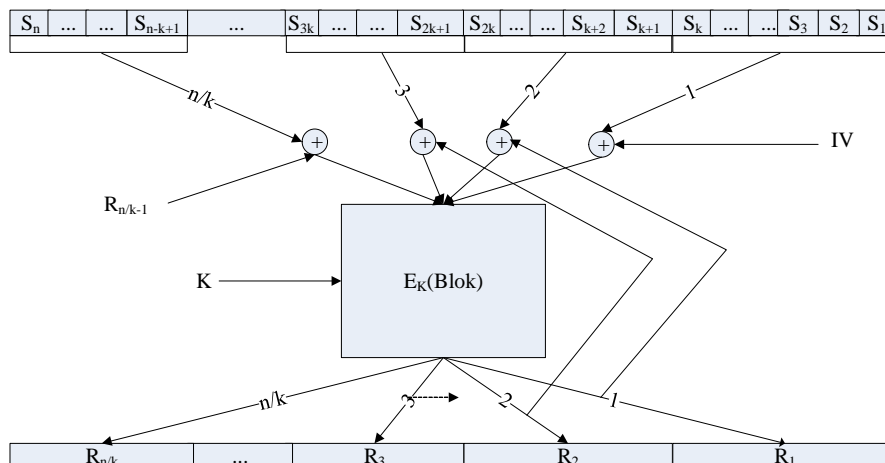 Sn ... ... Sn-k+1 ... S3k ... ... S2k+1 S2k ... ... Sk+2 Sk+1 Sk ... ... S3 S2 S1
n/k 3 2 1
+ + + +
IV
Rn/k-1
K
EK(Blok)
n/k 3 2 1
Rn/k ... R3 R2 R1